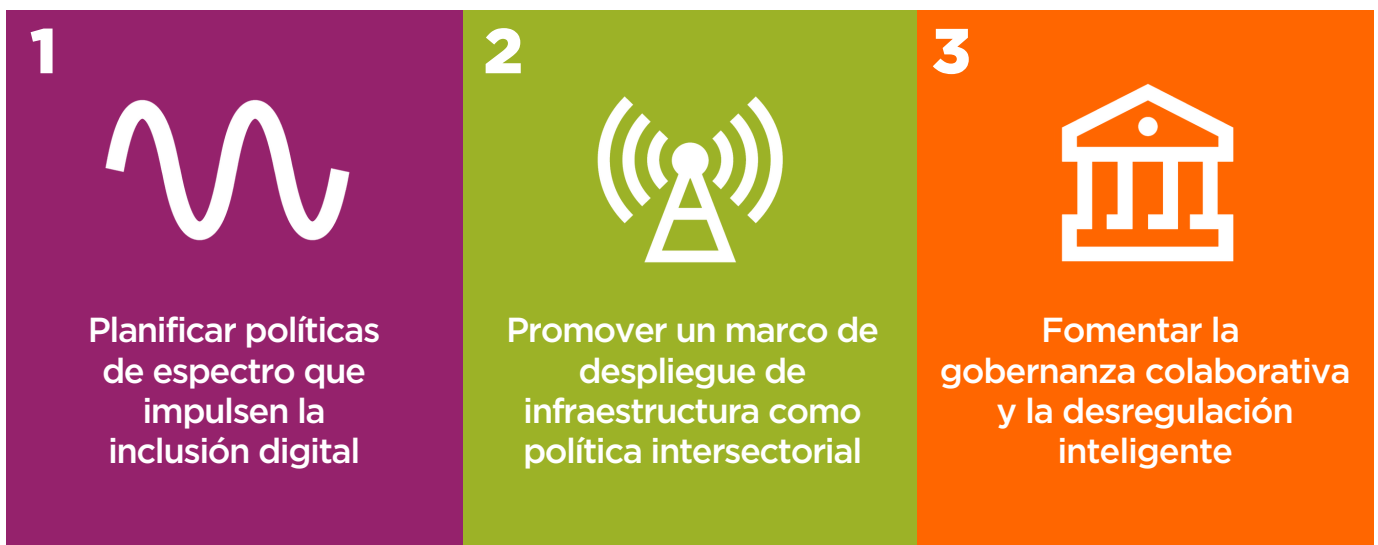 1
Planificar políticas
de espectro que
impulsen la
inclusión digital
2
Promover un marco de
despliegue de
infraestructura como
política intersectorial
3
Fomentar la
gobernanza colaborativa
y la desregulación
inteligente